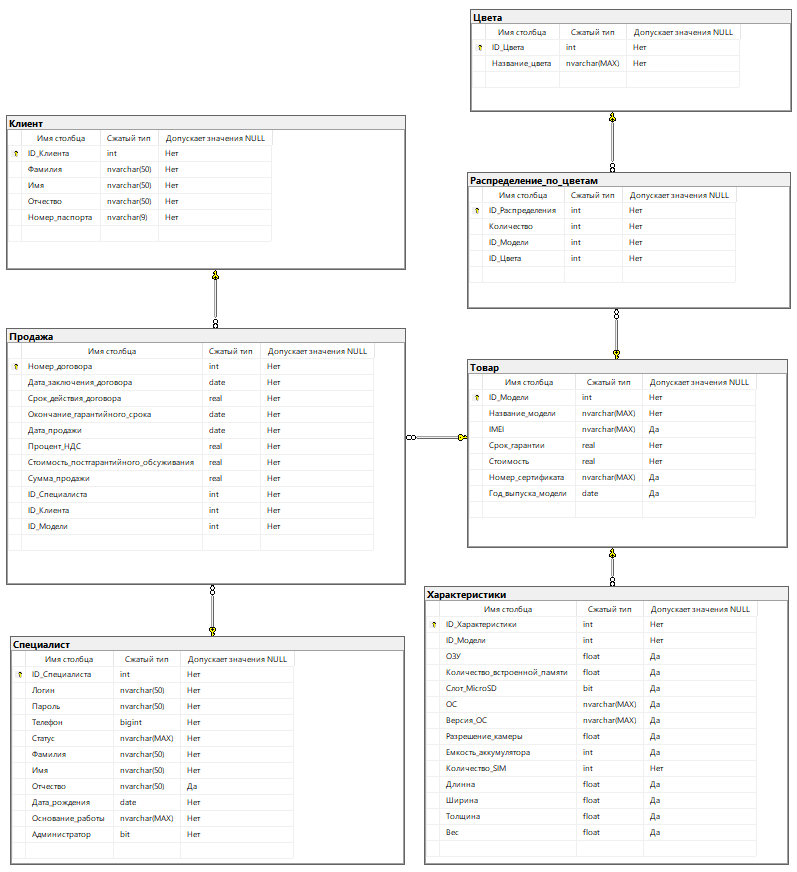 Цвета
Имя столбца Сжатый тип Допускает значения NULL
ID_Цвета int Нет
Название_цвета nvarchar(MAX) Нет
Клиент
Имя столбца Сжатый тип Допускает значения NULL
ID_Клиента int Нет
Фамилия nvarchar(50) Нет
Имя nvarchar(50) Нет
Отчество nvarchar(50) Нет
Номер_паспорта nvarchar(9) Нет
Распределение_по_цветам
Имя столбца Сжатый тип Допускает значения NULL
ID_Распределения int Нет
Количество int Нет
ID_Модели int Нет
ID_Цвета int Нет
Продажа
Имя столбца Сжатый тип Допускает значения NULL
Номер_договора int Нет
Дата_заключения_договора date Нет
Срок_действия_договора real Нет
Окончание_гарантийного_срока date Нет
Дата_продажи date Нет
Процент_НДС real Нет
Стоимость_постгарантийного_обсуживания real Нет
Сумма_продажи real Нет
ID_Специалиста int Нет
ID_Клиента int Нет
ID_Модели int Нет
Товар
Имя столбца Сжатый тип Допускает значения NULL
ID_Модели int Нет
Название_модели nvarchar(MAX) Нет
IMEI nvarchar(MAX) Да
Срок_гарантии real Нет
Стоимость real Нет
Номер_сертификата nvarchar(MAX) Да
Год_выпуска_модели date Да
Специалист
Имя столбца Сжатый тип Допускает значения NULL
ID_Специалиста int Нет
Логин nvarchar(50) Нет
Пароль nvarchar(50) Нет
Телефон bigint Нет
Статус nvarchar(MAX) Нет
Фамилия nvarchar(50) Нет
Имя nvarchar(50) Нет
Отчество nvarchar(50) Да
Дата_рождения date Нет
Основание_работы nvarchar(MAX) Нет
Администратор bit Нет
Характеристики
Имя столбца Сжатый тип Допускает значения NULL
ID_Характеристики int Нет
ID_Модели int Нет
ОЗУ float Да
Количество_встроенной_памяти float Да
Слот_MicroSD bit Да
ОС nvarchar(MAX) Да
Версия_ОС nvarchar(MAX) Да
Разрешение_камеры float Да
Емкость_аккумулятора int Да
Количество_SIM int Нет
Длинна float Да
Ширина float Да
Толщина float Да
Вес float Да